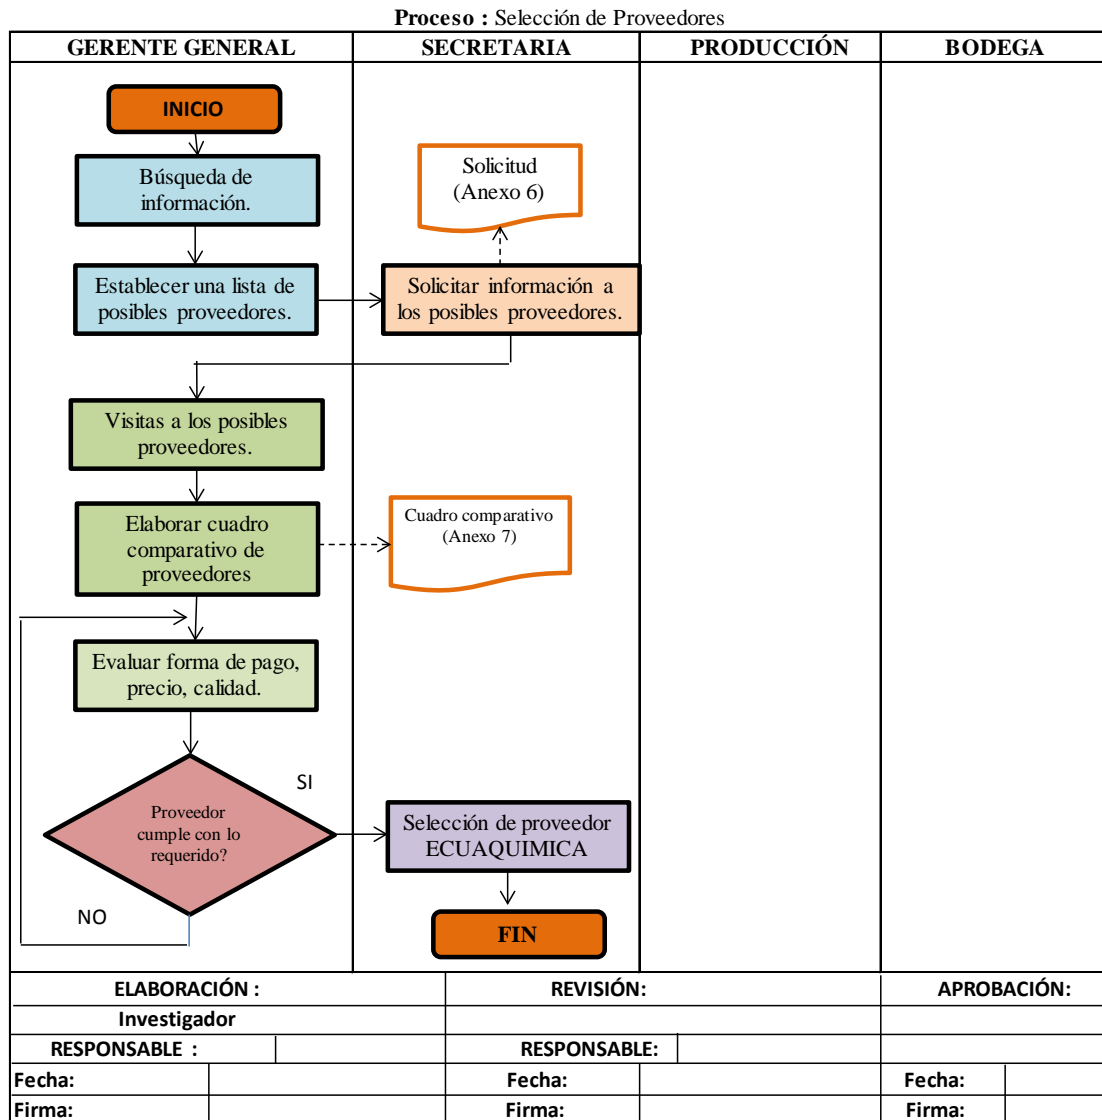 Proceso : Selección de Proveedores
GERENTE GENERAL
SECRETARIA
PRODUCCIÓN
BODEGA
INICIO
Búsqueda de
información.
Solicitud
(Anexo 6)
Establecer una lista de
posibles proveedores.
Solicitar información a
los posibles proveedores.
Visitas a los posibles
proveedores.
Elaborar cuadro
comparativo de
proveedores
Cuadro comparativo
(Anexo 7)
Evaluar forma de pago,
precio, calidad.
SI
Proveedor
cumple con lo
requerido?
Selección de proveedor
ECUAQUIMICA
NO
FIN
ELABORACIÓN :
REVISIÓN:
APROBACIÓN:
Investigador
RESPONSABLE :
RESPONSABLE:
Fecha:
Fecha:
Fecha:
Firma:
Firma:
Firma: